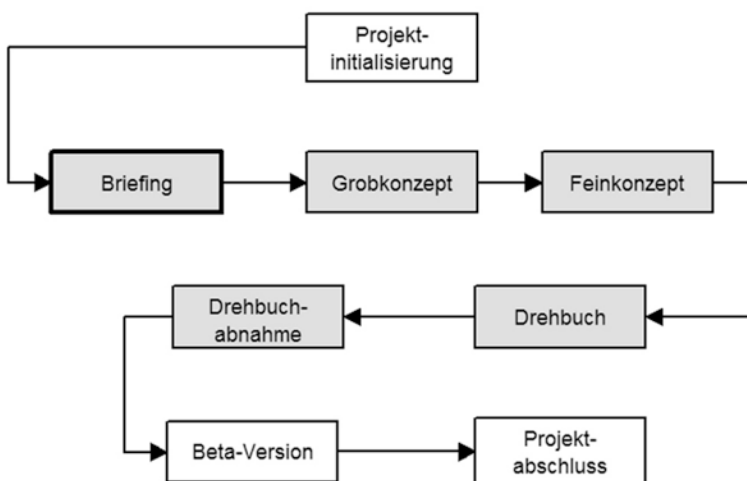 Projekt-
initialisierung
Briefing
Grobkonzept
Feinkonzept
Drehbuch-
abnahme
Drehbuch
Beta-Version
Projekt-
abschluss